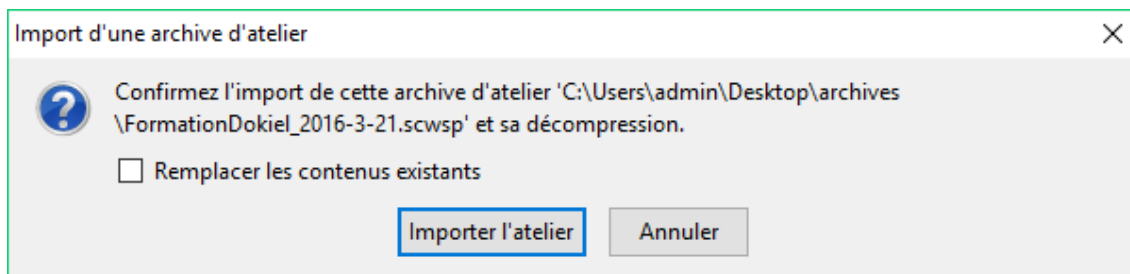 Import d'une archive d'atelier
Confirmez l'import de cette archive d'atelier 'C:\Users\admin\Desktop\archives
\FormationDokiel_2016-3-21.scwsp' et sa décompression.
Remplacer les contenus existants
Importer l'atelier Annuler